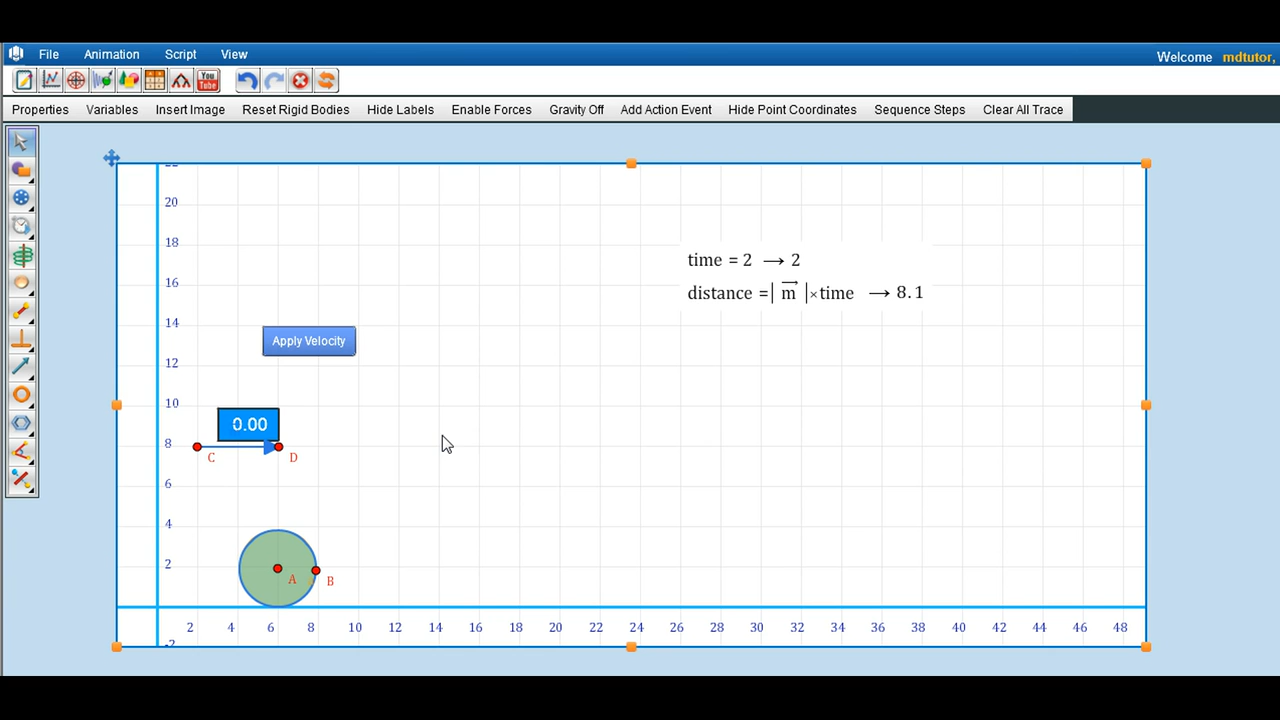 File Animation Script View
Welcome mdtutor,
You Tube
Properties Variables Insert Image Reset Rigid Bodies Hide Labels Enable Forces Gravity Off Add Action Event Hide Point Coordinates Sequence Steps Clear All Trace
20
18
time = 2 → 2
16
distance =| m |×time → 8.1
14
Apply Velocity
12
10
0.00
8
C D
6
4
2
A B
2 4 6 8 10 12 14 16 18 20 22 24 26 28 30 32 34 36 38 40 42 44 46 48